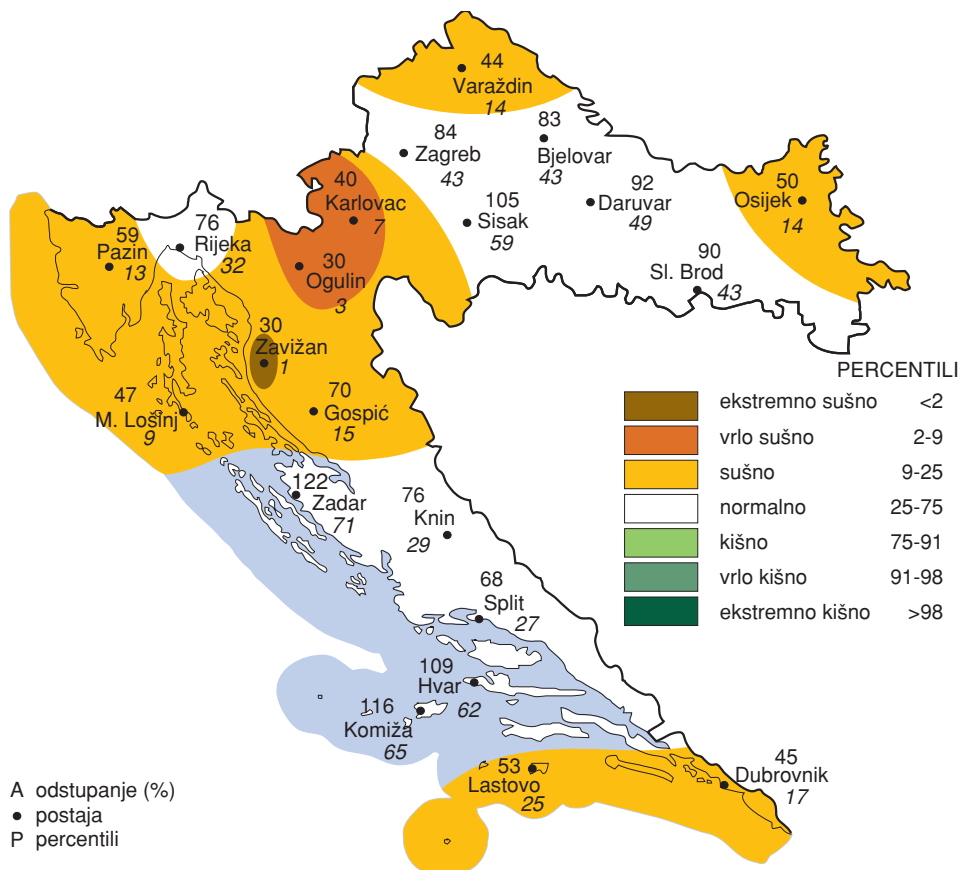 44
Varaždin
14
84
Zagreb
43
83
Bjelovar
43
40
Karlovac
7
105
Sisak
59
92
Daruvar
49
50
Osijek
14
59
Pazin
13
76
Rijeka
32
30
Ogulin
3
90
Sl. Brod
43
30
Zavižan
1
47
M. Lošinj
9
70
Gospić
15
PERCENTILI
ekstremno sušno <2
vrlo sušno 2-9
sušno 9-25
normalno 25-75
kišno 75-91
vrlo kišno 91-98
ekstremno kišno >98
122
Zadar
71
76
Knin
29
68
Split
27
109
Hvar
62
116
Komiža
65
53
Lastovo
25
45
Dubrovnik
17
A odstupanje (%)
• postaja
P percentili